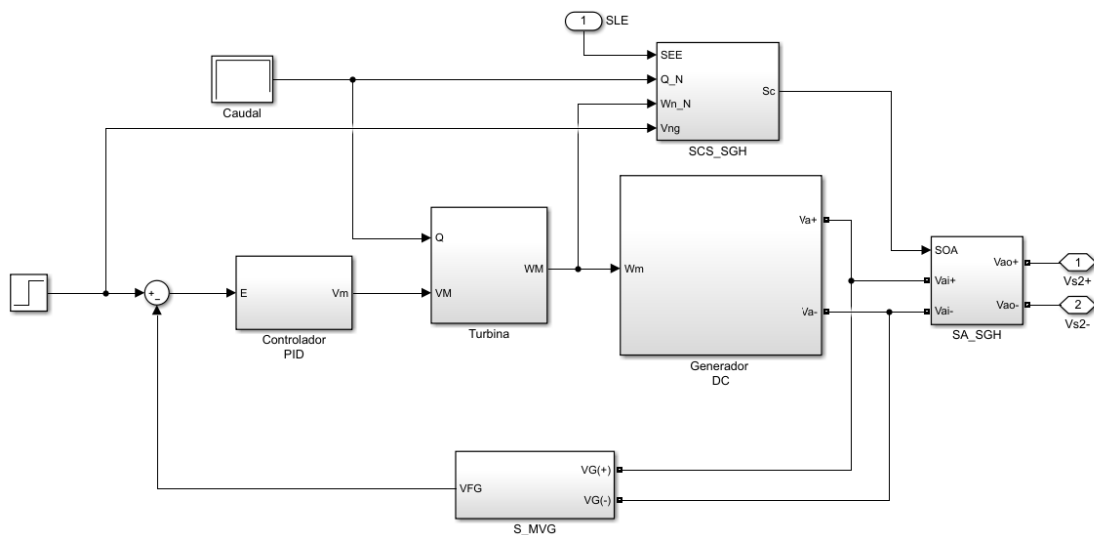 1
SLE
SEE
Q_N
Wn_N
Vng
Sc
SCS_SGH
Caudal
Q
VM
WM
Turbina
Wm
Va+
Va-
Generador
DC
SOA
Vai+
Vai-
Vao+
Vao-
SA_SGH
1
Vs2+
2
Vs2-
+
-
E
Vm
Controlador
PID
VFG
VG(+)
VG(-)
S_MVG